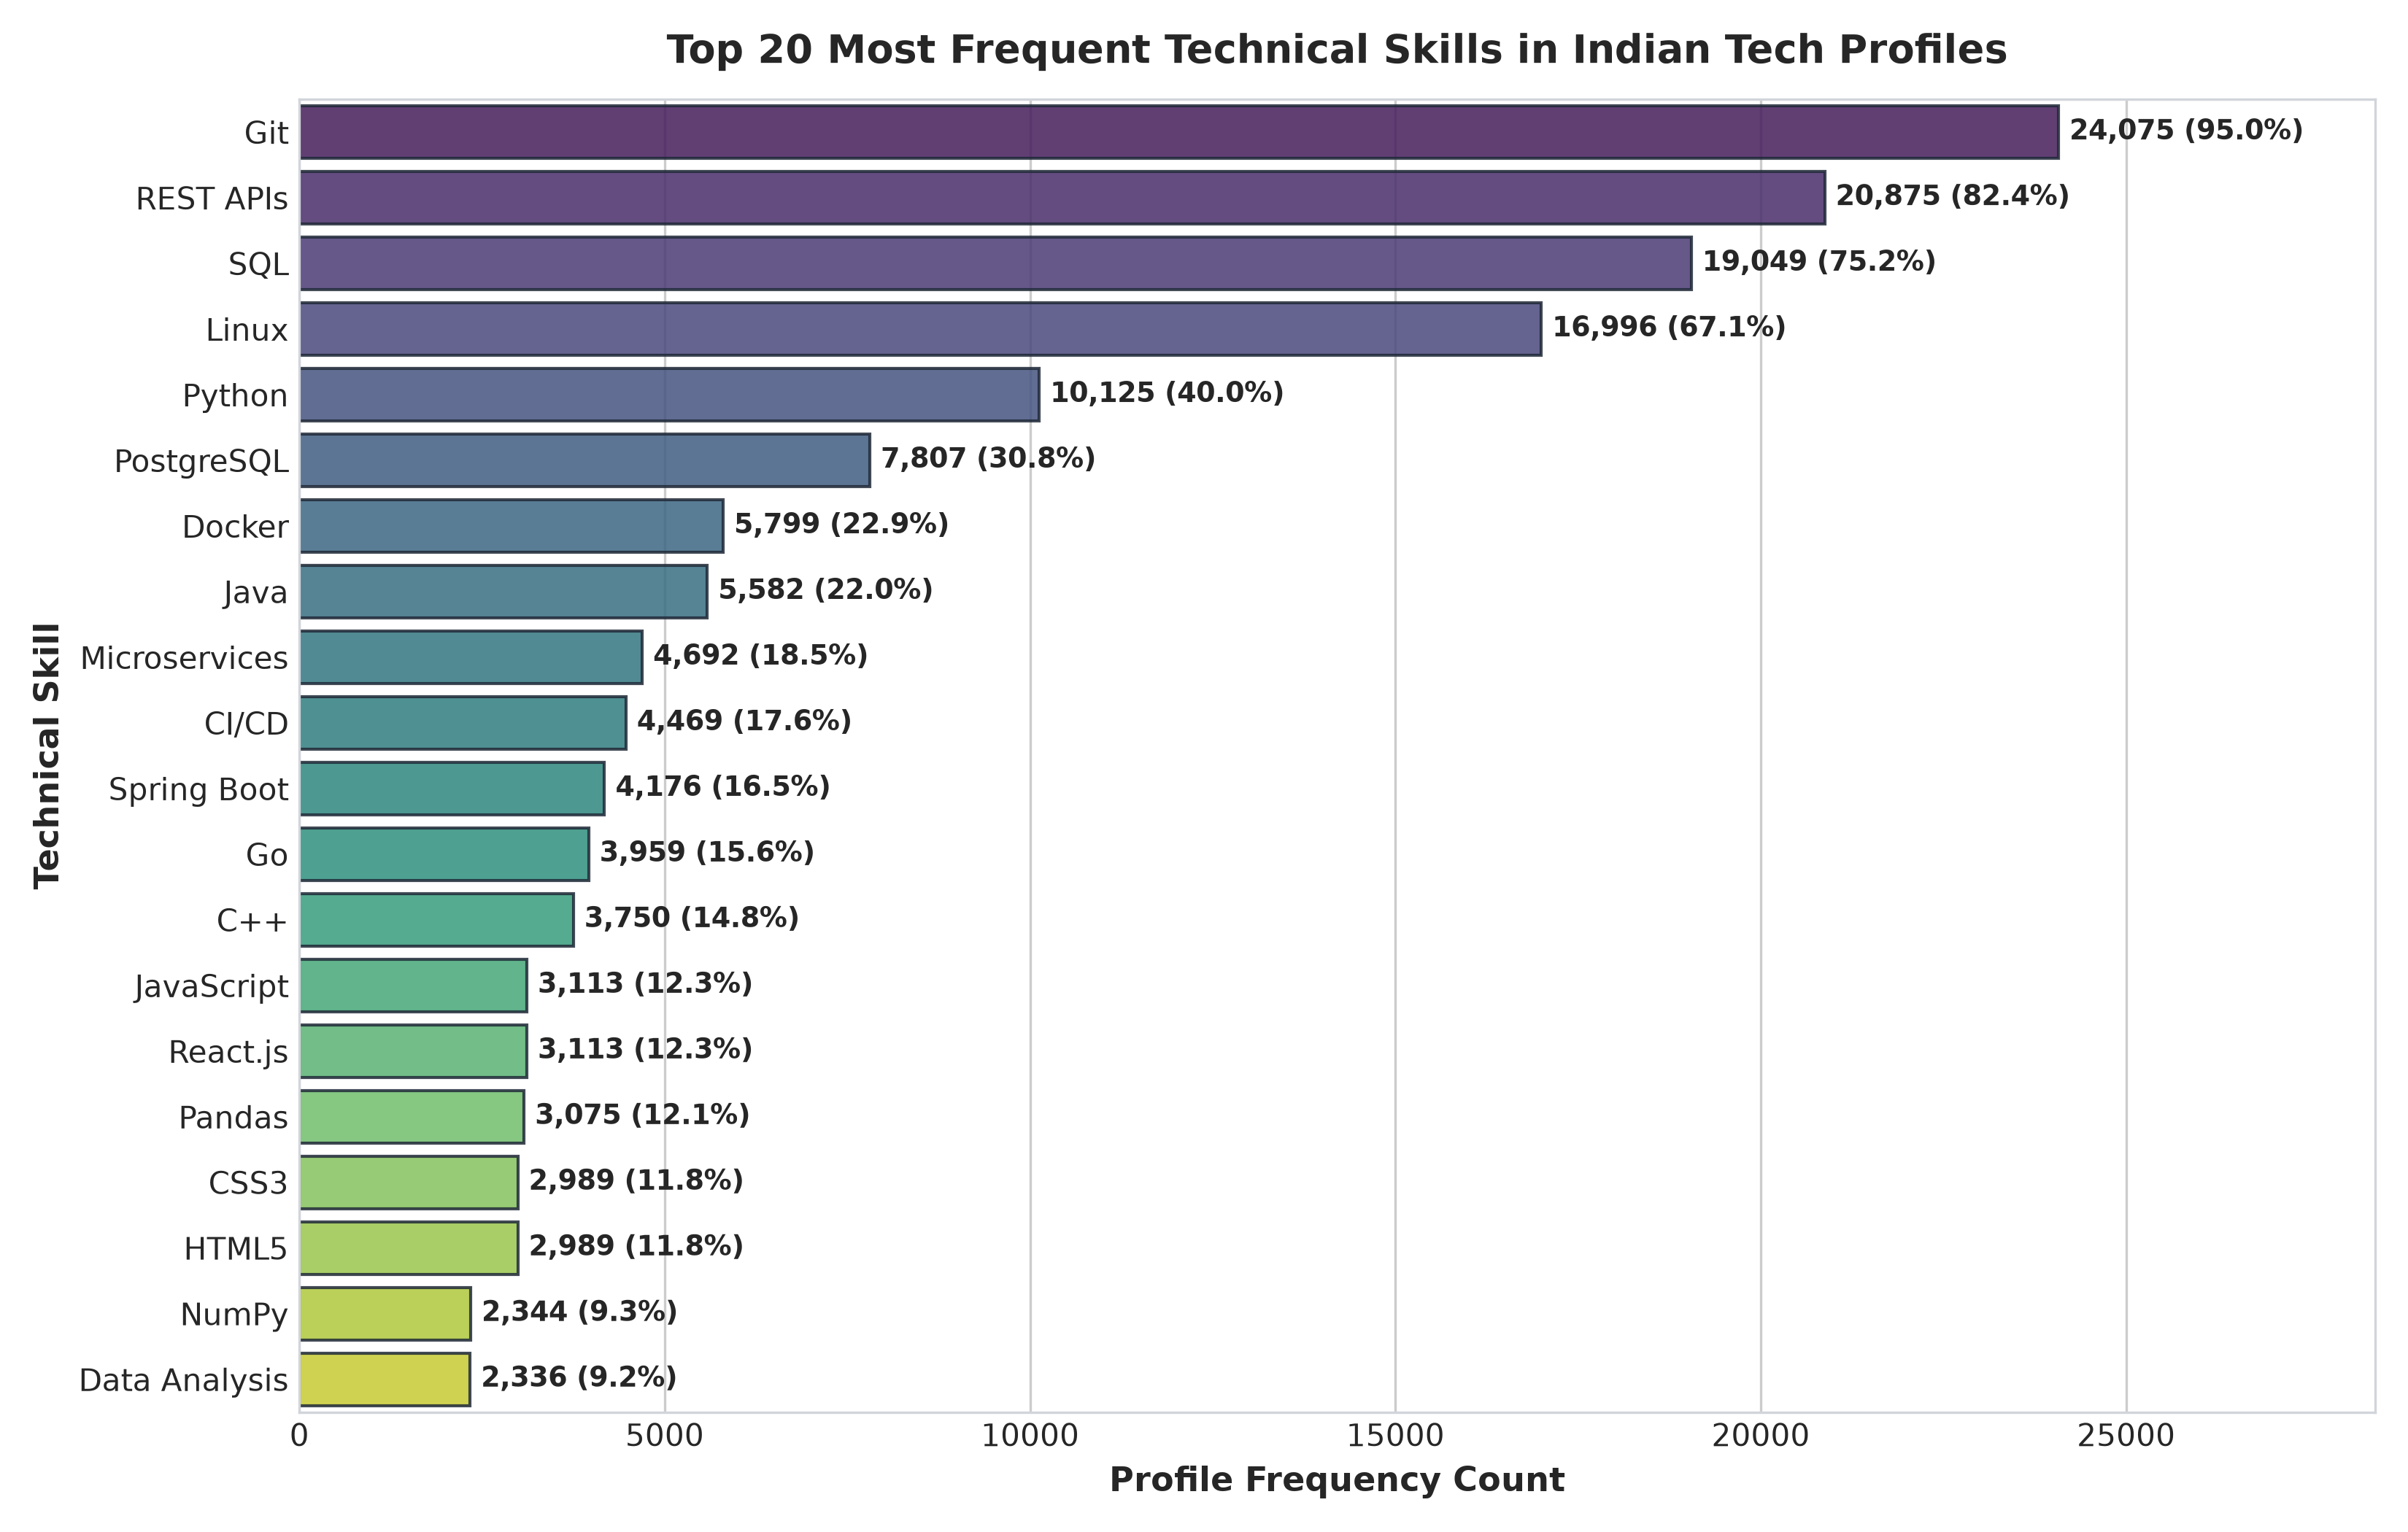 Top 20 Most Frequent Technical Skills in Indian Tech Profiles
Technical Skill
Git 24,075 (95.0%)
REST APIs 20,875 (82.4%)
SQL 19,049 (75.2%)
Linux 16,996 (67.1%)
Python 10,125 (40.0%)
PostgreSQL 7,807 (30.8%)
Docker 5,799 (22.9%)
Java 5,582 (22.0%)
Microservices 4,692 (18.5%)
CI/CD 4,469 (17.6%)
Spring Boot 4,176 (16.5%)
Go 3,959 (15.6%)
C++ 3,750 (14.8%)
JavaScript 3,113 (12.3%)
React.js 3,113 (12.3%)
Pandas 3,075 (12.1%)
CSS3 2,989 (11.8%)
HTML5 2,989 (11.8%)
NumPy 2,344 (9.3%)
Data Analysis 2,336 (9.2%)
0 5000 10000 15000 20000 25000
Profile Frequency Count